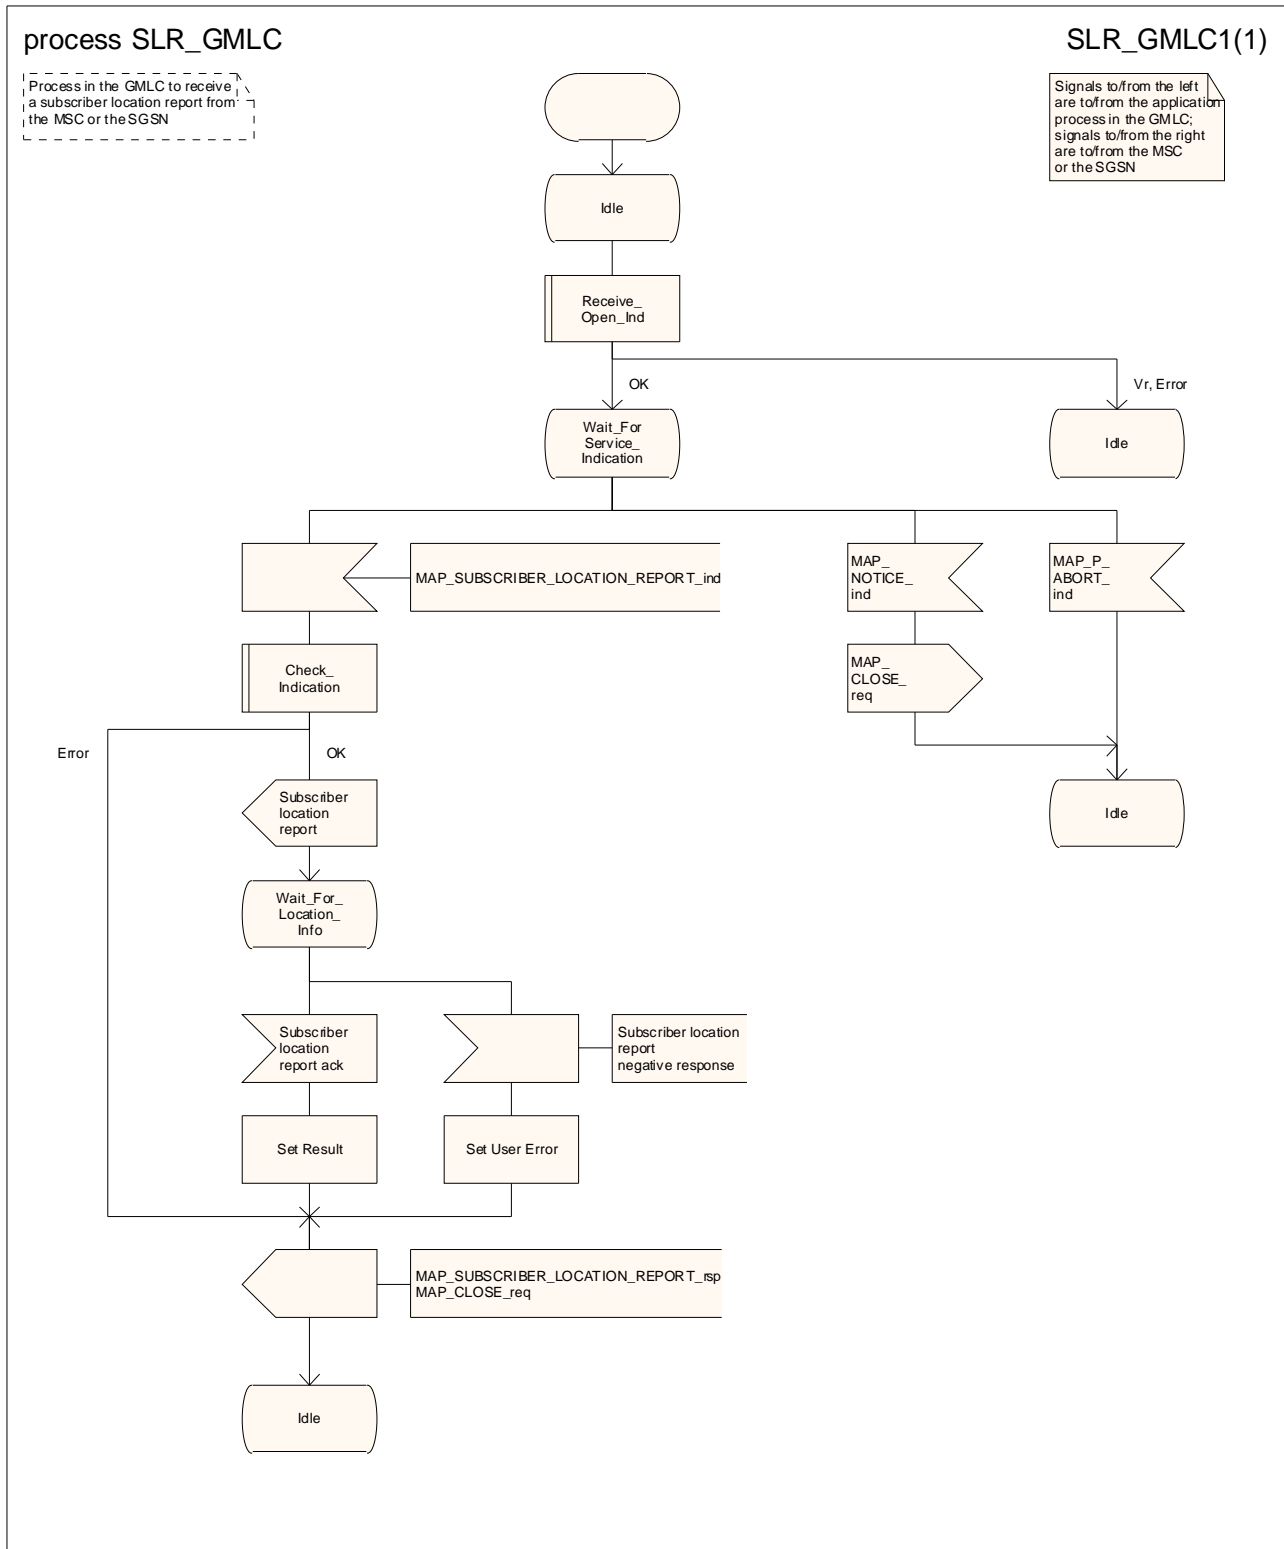 process SLR_GMLC
SLR_GMLC1(1)
Process in the GMLC to receive
a subscriber location report from
the MSC or the SGSN
Signals to/from the left
are to/from the application
process in the GMLC;
signals to/from the right
are to/from the MSC
or the SGSN
Idle
Receive_
Open_Ind
OK
Vr, Error
Wait_For
Service_
Indication
Idle
MAP_SUBSCRIBER_LOCATION_REPORT_ind
MAP_
NOTICE_
ind
MAP_P_
ABORT_
ind
Check_
Indication
MAP_
CLOSE_
req
Error
OK
Subscriber
location
report
Idle
Wait_For_
Location_
Info
Subscriber
location
report ack
Subscriber location
report
negative response
Set Result
Set User Error
MAP_SUBSCRIBER_LOCATION_REPORT_rsp
MAP_CLOSE_req
Idle